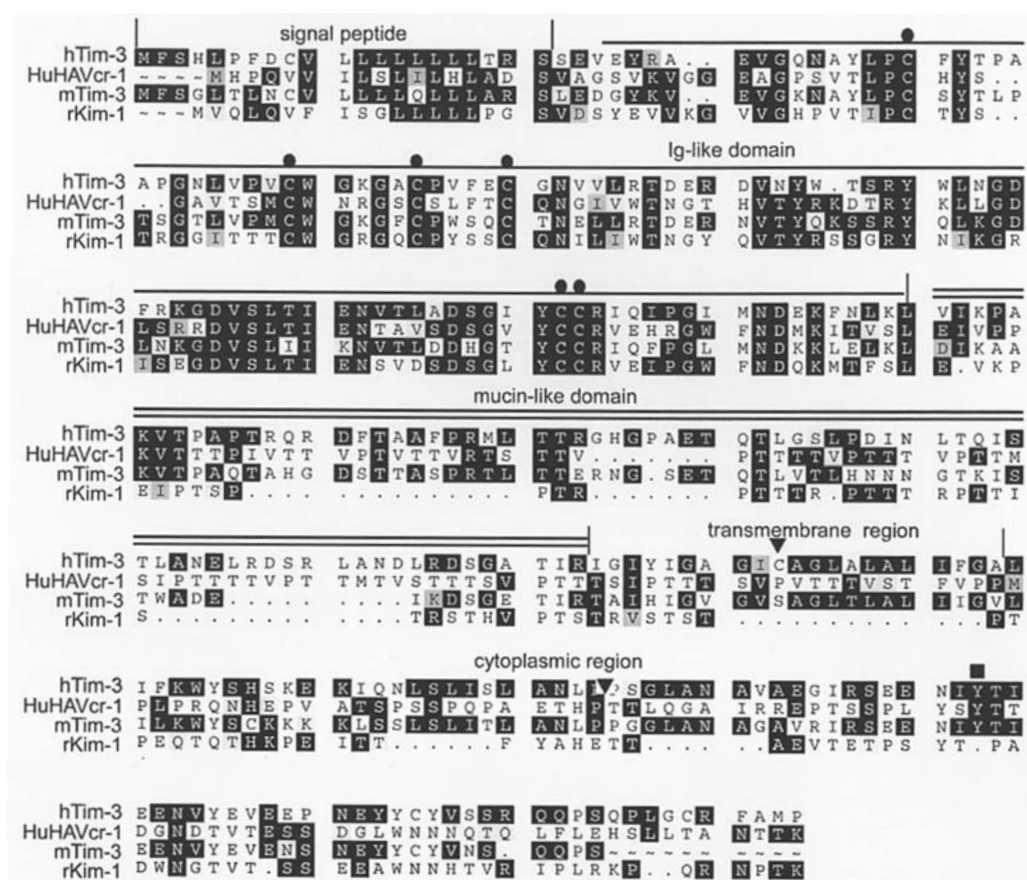 signal peptide
hTim-3 MFSHLPFDCV LLLLLLLLTR SSEVEYRA.. EVGQNAYLPC FYTPA
HuHAVcr-1 ~~~~MHPQVV ILSLILHLAD SVAGSVKVGG EAGPSVTLPC HYS..
mTim-3 MFSGLTLNCV LLLLQLLLAR SLEDGYKV.. EVGKNAYLPC SYTLP
rKim-1 ~~~MVQLQVF ISGLLLLLPG SVDSYEVVKG VVGHPVTIPC TYS..
Ig-like domain
hTim-3 APGNLVPVCW GKGACPVFEC GNVVLRTDER DVNYW.TSRY WLNGD
HuHAVcr-1 .GAVTSMCW NRGSCSLFTC QNGIVWTNGT HVTYRKDTRY KLLGD
mTim-3 TSGTLVPMCW GKGFCPWSQC TNELLRTDER NVTYQKSSRY QLKGD
rKim-1 TRGGITTTCW GRGQCPYSSC QNILIWTNGY QVTYRSSGRY NIKGR
hTim-3 FRKGDVSLTI ENVTLADSGI YCCRIQIPGI MNDEKFNLKL VIKPA
HuHAVcr-1 LSRRDVSLTI ENTAVSDSGV YCCRVEHRGW FNDMKITVSL EIVPP
mTim-3 LNKGDVSLII KNVTLDDHGT YCCRIQFPGL MNDKKLELKL DIKAA
rKim-1 ISEGDVSLTI ENSVDSDSGL YCCRVEIPGW FNDQKMTFSL E.VKP
mucin-like domain
hTim-3 KVTPAPTRQR DFTAAFPRML TTRGHGPAET QTLGSLPDIN LTQIS
HuHAVcr-1 KVTTTPIVTT VPTVTTVRTS TTV....... PTTTTVPTTT VPTTM
mTim-3 KVTPAQTAHG DSTTASPRTL TTERNG.SET QTLVTLHNNN GTKIS
rKim-1 EIPTSP.... .......... PTR....... PTTTR.PTTT RPTTI
transmembrane region
hTim-3 TLANELRDSR LANDLRDSGA TIRIGIYIGA GICAGLALAL IFGAL
HuHAVcr-1 SIPTTTTVPT TMTVSTTTSV PTTTSIPTTT SVPVTTTVST FVPPM
mTim-3 TWADE..... ....IKDSGE TIRTAIHIGV GVSAGLTLAL IIGVL
rKim-1 S......... ....TRSTHV PTSTRVSTST .......... ...PT
cytoplasmic region
hTim-3 IFKWYSHSKE KIQNLSLISL ANLPPSGLAN AVAEGIRSEE NIYTI
HuHAVcr-1 PLPRQNHEPV ATSPSSPQPA ETHPTTLQGA IRREPTSSPL YSYTT
mTim-3 ILKWYSCKKK KLSSLSLITL ANLPPGGLAN AGAVRIRSEE NIYTI
rKim-1 PEQTQTHKPE ITT......F YAHETT.... ..AEVTETPS YT.PA
hTim-3 EENVYEVEEP NEYYCYVSSR QQPSQPLGCR FAMP
HuHAVcr-1 DGNDTVTESS DGLWNNNQTQ LFLEHSLLTA NTTK
mTim-3 EENVYEVENS NEYYCYVNS. QQPS~~~~~~ ~~~~
rKim-1 DWNGTVT.SS EEAWNNHTVR IPLRKP..QR NPTK